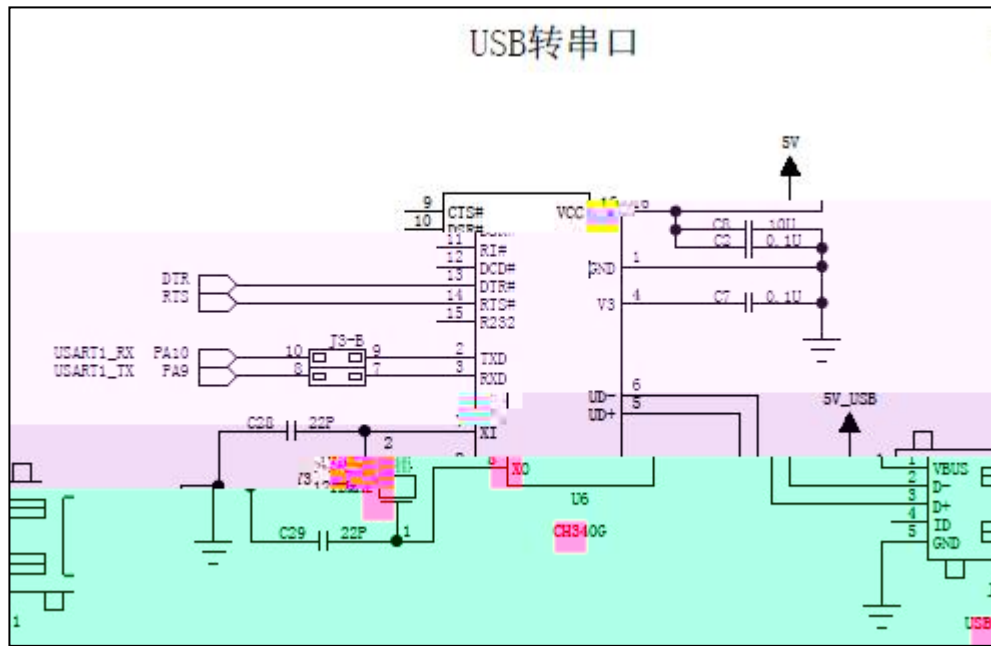 USB转串口
5V
9 CTS# VCC
10 DSR#
C6 10U
11 RI#
C2 0.1U
12 DCD#
GND 1
DTR 13 DTR#
RTS 14 RTS#
V3 4 C7 0.1U
15 R232
J3-B
USART1_RX PA10 10 9 2 TXD
USART1_TX PA9 8 7 3 RXD
UD- 6
UD+ 5
5V_USB
C28 22P XI
2
XO
1 VBUS
2 D-
3 D+
4 ID
5 GND
U6
C29 22P 1
CH340G
1
USB